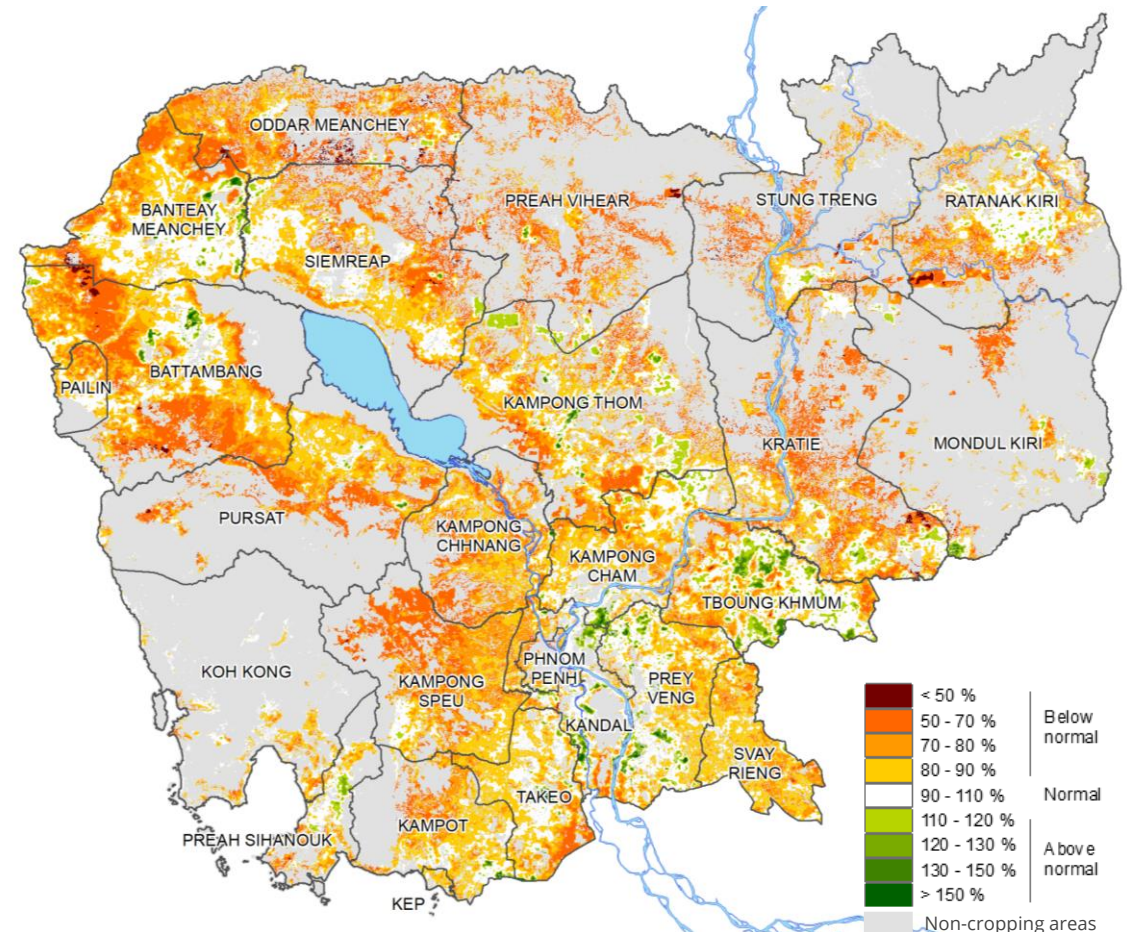 ODDAR MEANCHEY
PREAH VIHEAR
STUNG TRENG
RATANAK KIRI
BANTEAY
MEANCHEY
SIEMREAP
PAILIN
BATTAMBANG
KAMPONG THOM
KRATIE
MONDUL KIRI
PURSAT
KAMPONG
CHHNANG
KAMPONG
CHAM
TBOUNG KHMUM
KOH KONG
KAMPONG
SPEU
PHNOM
PENH
PREY
VENG
KANDAL
SVAY
RIENG
TAKEO
PREAH SIHANOUK
KAMPOT
KEP
< 50 %
50 - 70 %
70 - 80 %
80 - 90 %
90 - 110 %
110 - 120 %
120 - 130 %
130 - 150 %
> 150 %
Below
normal
Normal
Above
normal
Non-cropping areas